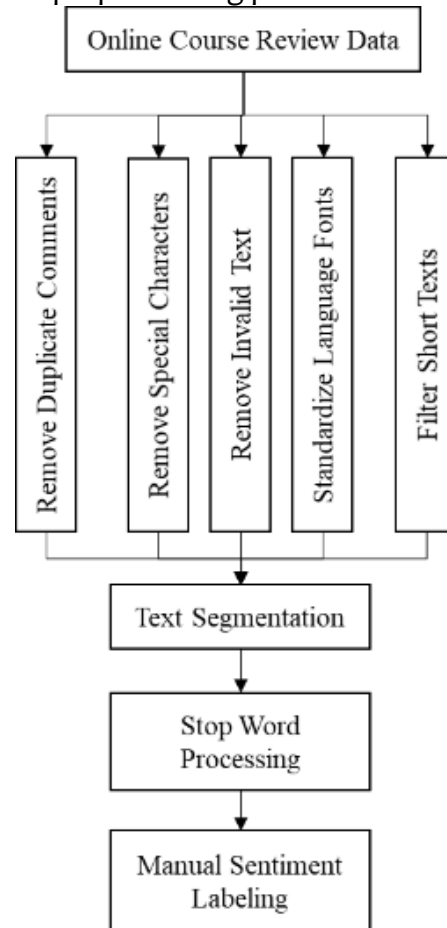 Online Course Review Data
Remove Duplicate Comments
Remove Special Characters
Remove Invalid Text
Standardize Language Fonts
Filter Short Texts
Text Segmentation
Stop Word
Processing
Manual Sentiment
Labeling